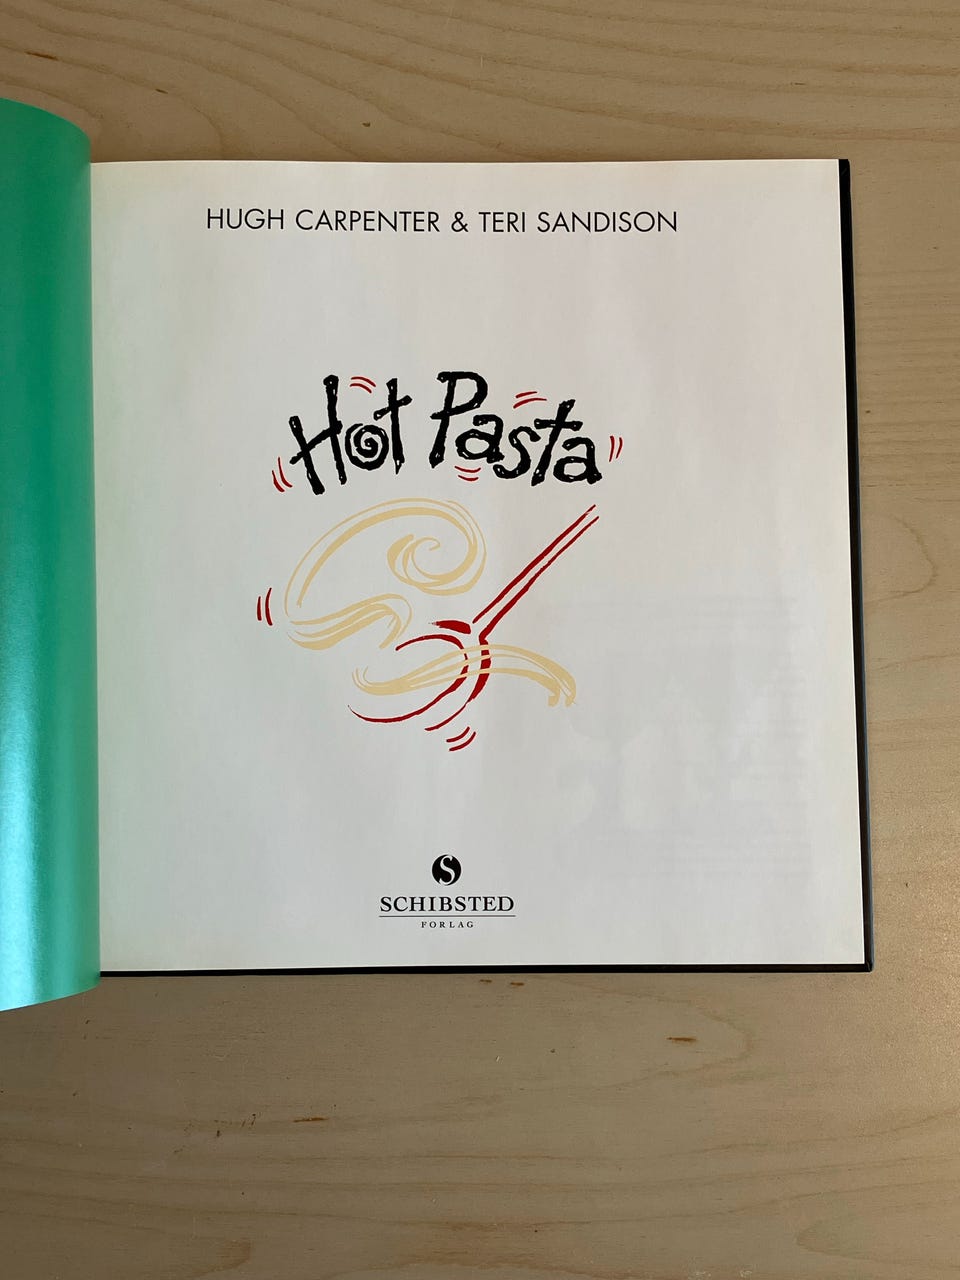 HUGH CARPENTER & TERI SANDISON
Hot Pasta
S
SCHIBSTED
FORLAG